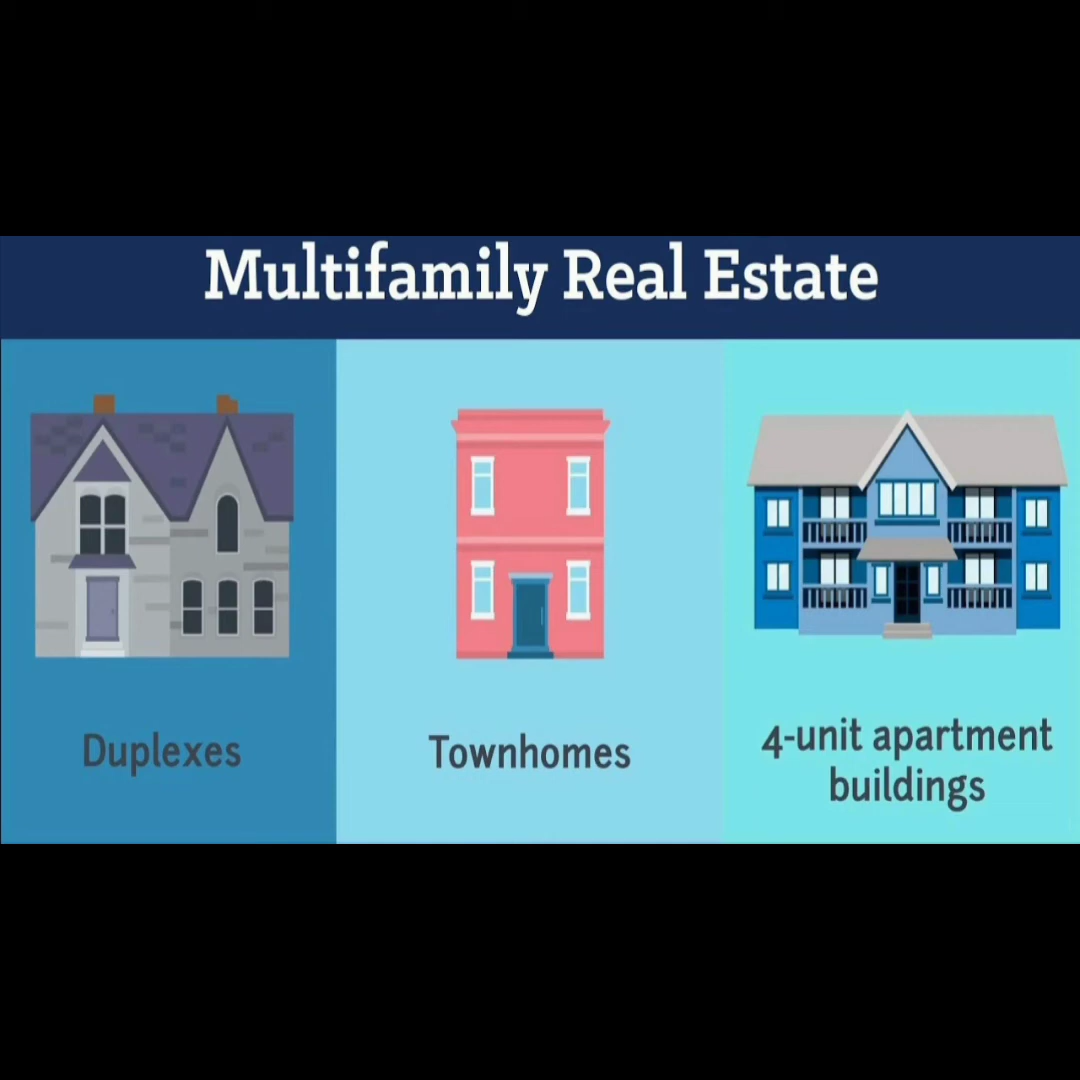 Multifamily Real Estate
Duplexes
Townhomes
4-unit apartment
buildings